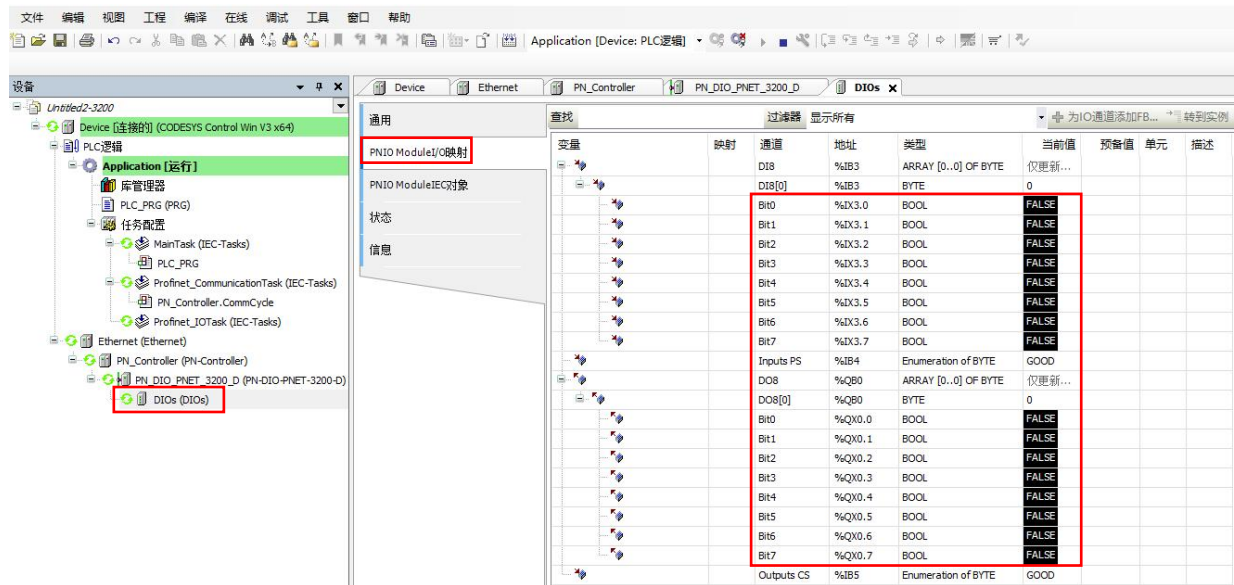 文件 编辑 视图 工程 编译 在线 调试 工具 窗口 帮助
Application [Device: PLC逻辑]
设备
Untitled2-3200
Device [连接的] (CODESYS Control Win V3 x64)
PLC逻辑
Application [运行]
库管理器
PLC_PRG (PRG)
任务配置
MainTask (IEC-Tasks)
PLC_PRG
Profinet_CommunicationTask (IEC-Tasks)
PN_Controller.CommCycle
Profinet_IOTask (IEC-Tasks)
Ethernet (Ethernet)
PN_Controller (PN-Controller)
PN_DIO_PNET_3200_D (PN-DIO-PNET-3200-D)
DIOs (DIOs)
Device Ethernet PN_Controller PN_DIO_PNET_3200_D DIOs
通用
PNIO ModuleI/O映射
PNIO ModuleIEC对象
状态
信息
查找 过滤器 显示所有 为IO通道添加FB... 转到实例
变量 映射 通道 地址 类型 当前值 预备值 单元 描述
DI8 %IB3 ARRAY [0..0] OF BYTE 仅更新...
DI8[0] %IB3 BYTE 0
Bit0 %IX3.0 BOOL FALSE
Bit1 %IX3.1 BOOL FALSE
Bit2 %IX3.2 BOOL FALSE
Bit3 %IX3.3 BOOL FALSE
Bit4 %IX3.4 BOOL FALSE
Bit5 %IX3.5 BOOL FALSE
Bit6 %IX3.6 BOOL FALSE
Bit7 %IX3.7 BOOL FALSE
Inputs PS %IB4 Enumeration of BYTE GOOD
DO8 %QB0 ARRAY [0..0] OF BYTE 仅更新...
DO8[0] %QB0 BYTE 0
Bit0 %QX0.0 BOOL FALSE
Bit1 %QX0.1 BOOL FALSE
Bit2 %QX0.2 BOOL FALSE
Bit3 %QX0.3 BOOL FALSE
Bit4 %QX0.4 BOOL FALSE
Bit5 %QX0.5 BOOL FALSE
Bit6 %QX0.6 BOOL FALSE
Bit7 %QX0.7 BOOL FALSE
Outputs CS %IB5 Enumeration of BYTE GOOD